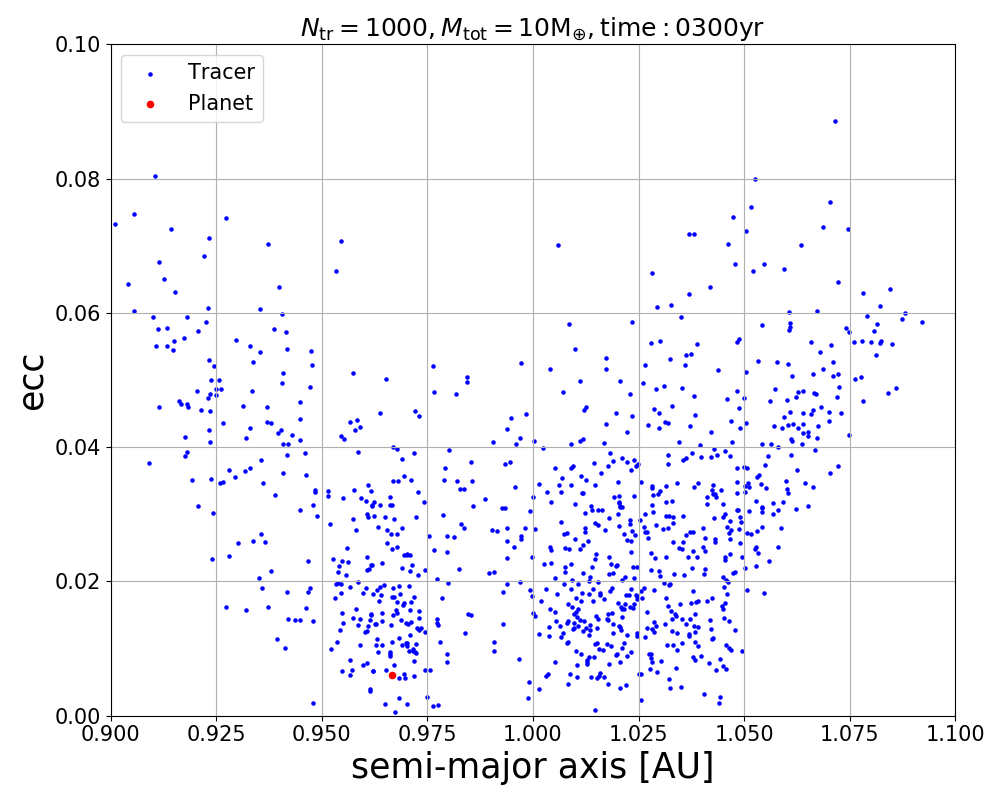 N_tr = 1000, M_tot = 10M_⊕, time : 0300yr
Tracer
Planet
ecc
0.10
0.08
0.06
0.04
0.02
0.00
0.900 0.925 0.950 0.975 1.000 1.025 1.050 1.075 1.100
semi-major axis [AU]